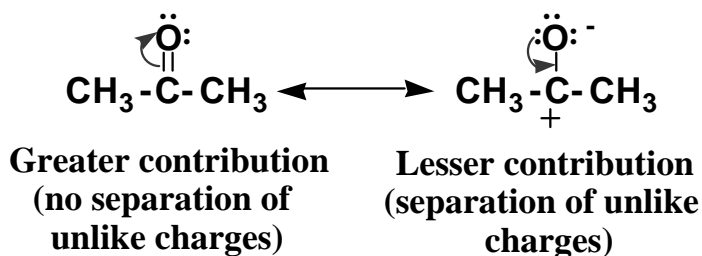 :O: :O: -
CH3-C-CH3 CH3-C-CH3
+
Greater contribution Lesser contribution
(no separation of (separation of unlike
unlike charges) charges)